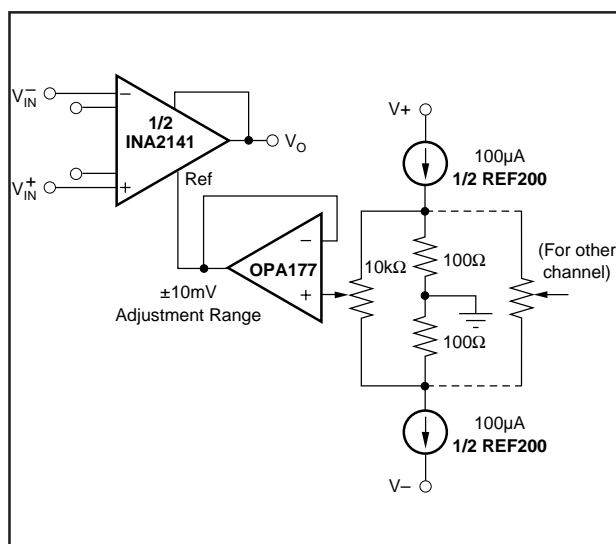 V⁻IN
V⁺IN
−
+
1/2
INA2141
VO
Ref
−
+
OPA177
±10mV
Adjustment Range
V+
100µA
1/2 REF200
10kΩ
100Ω
100Ω
(For other
channel)
100µA
1/2 REF200
V–